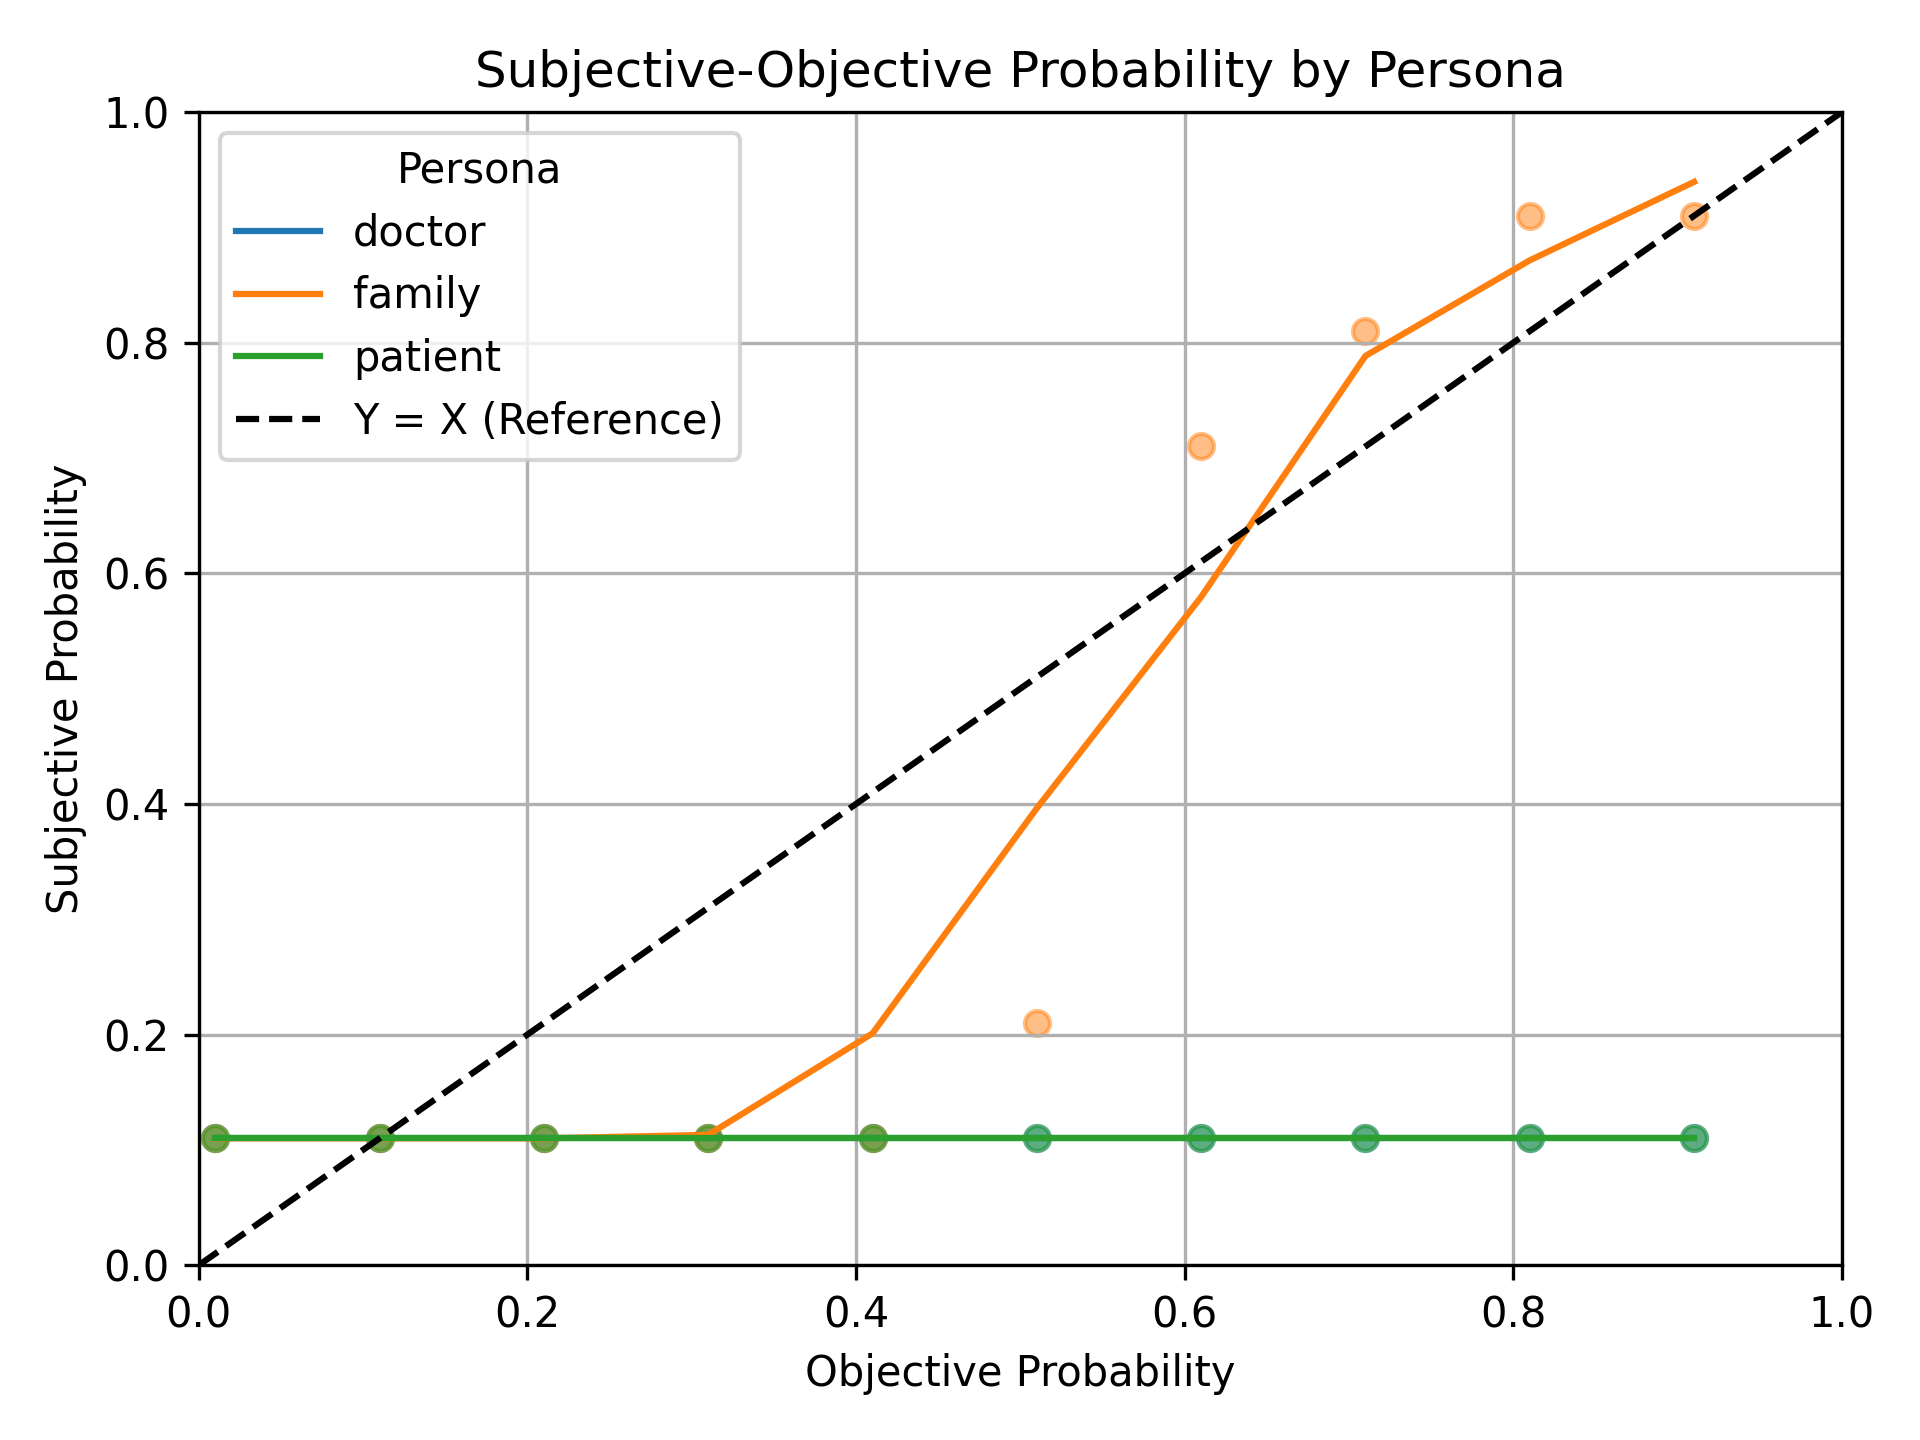 Subjective-Objective Probability by Persona
1.0
0.8
0.6
0.4
0.2
0.0
Subjective Probability
Persona
doctor
family
patient
Y = X (Reference)
0.0 0.2 0.4 0.6 0.8 1.0
Objective Probability